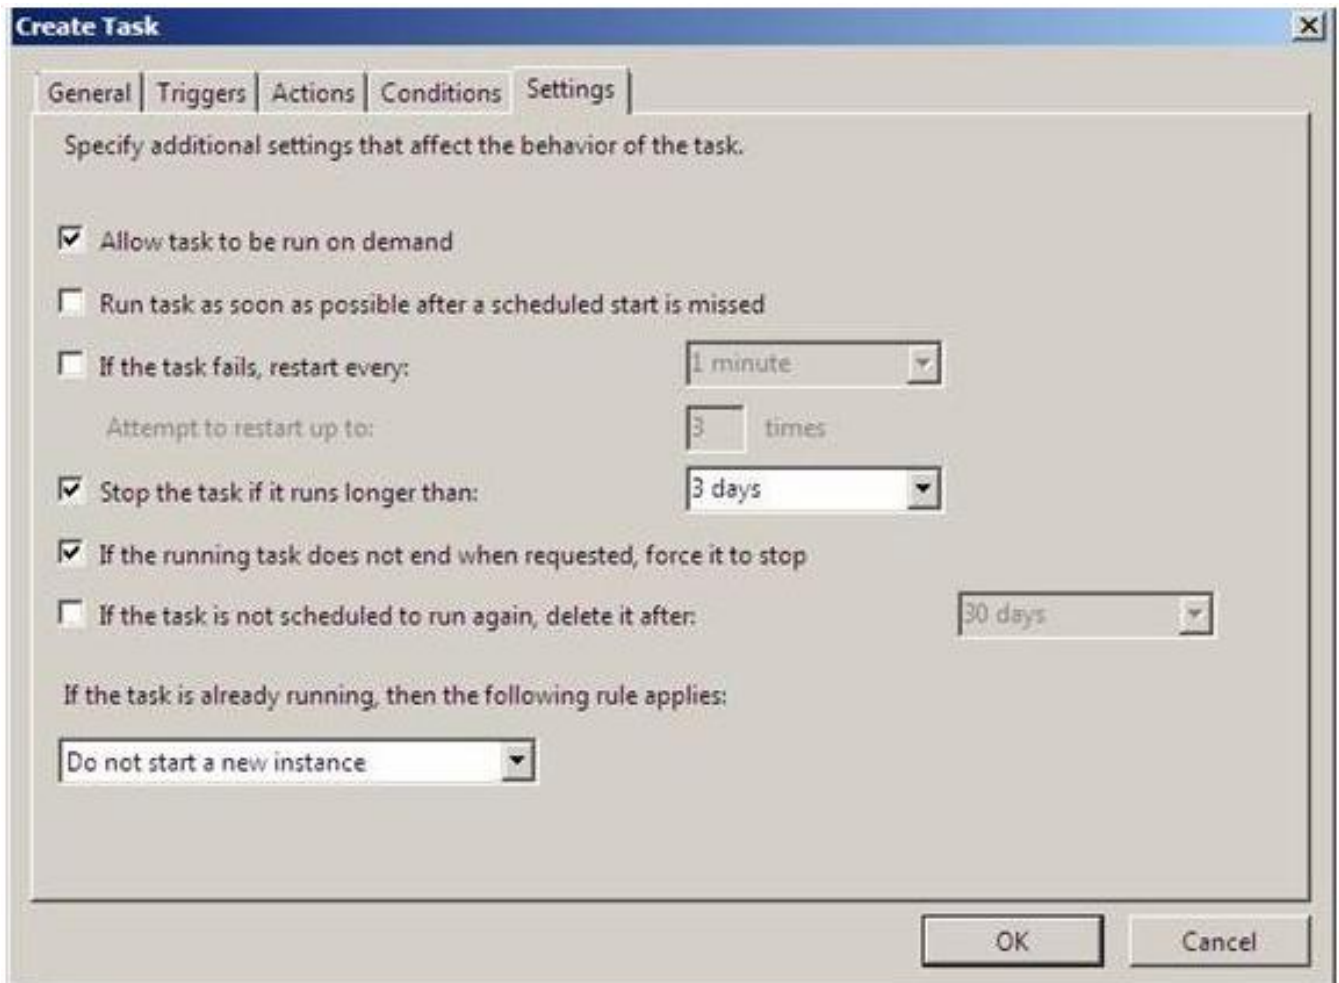 Create Task
General Triggers Actions Conditions Settings
Specify additional settings that affect the behavior of the task.
Allow task to be run on demand
Run task as soon as possible after a scheduled start is missed
If the task fails, restart every: 1 minute
Attempt to restart up to: 3 times
Stop the task if it runs longer than: 3 days
If the running task does not end when requested, force it to stop
If the task is not scheduled to run again, delete it after: 30 days
If the task is already running, then the following rule applies:
Do not start a new instance
OK Cancel